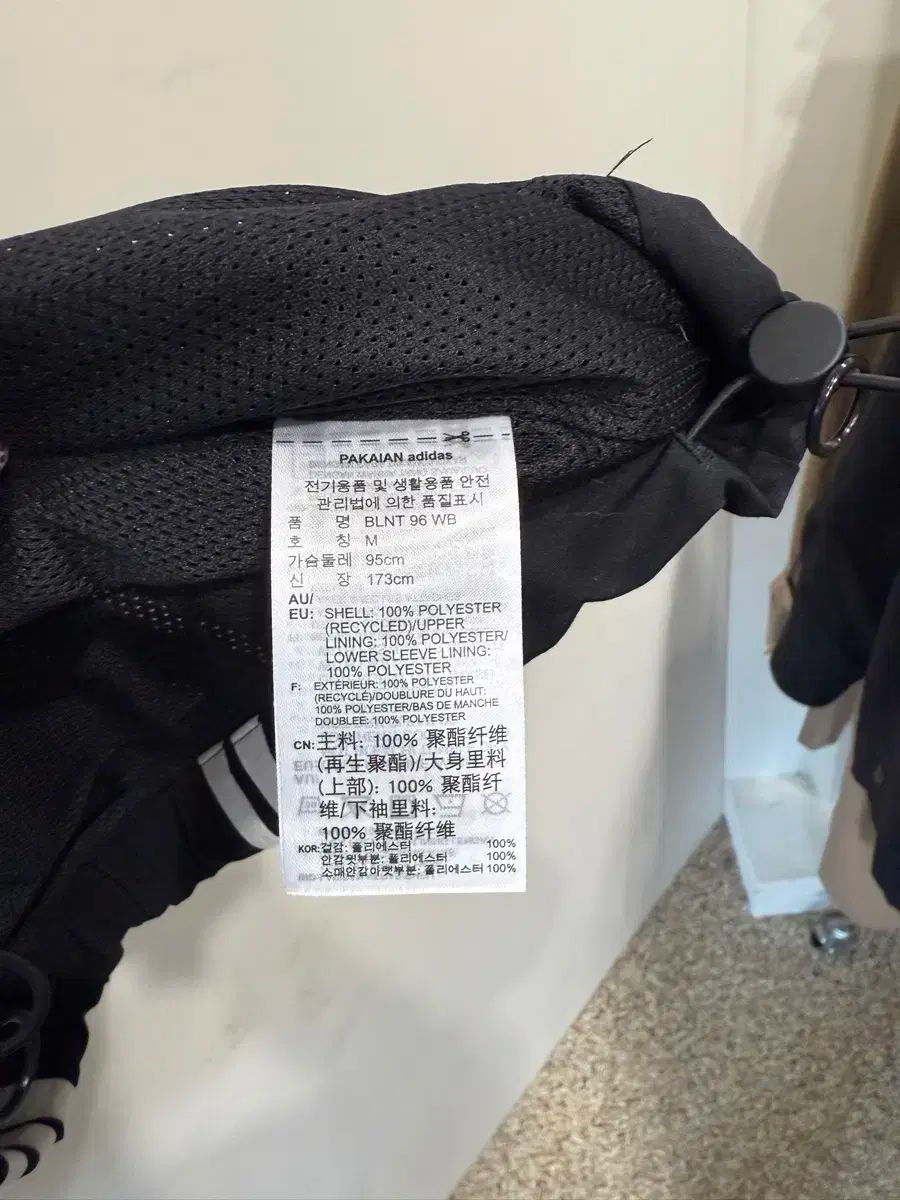 PAKAIAN adidas
전기용품 및 생활용품 안전
관리법에 의한 품질표시
품 명 BLNT 96 WB
호 칭 M
가슴둘레 95cm
신 장 173cm
AU/
EU: SHELL: 100% POLYESTER
(RECYCLED)/UPPER
LINING: 100% POLYESTER/
LOWER SLEEVE LINING:
100% POLYESTER
F: EXTÉRIEUR: 100% POLYESTER
(RECYCLÉ)/DOUBLURE DU HAUT:
100% POLYESTER/BAS DE MANCHE
DOUBLEE: 100% POLYESTER
CN: 主料: 100% 聚酯纤维
(再生聚酯)/大身里料
(上部): 100% 聚酯纤
维/下袖里料:
100% 聚酯纤维
KOR: 겉감: 폴리에스터 100%
안감윗부분: 폴리에스터 100%
소매안감아랫부분: 폴리에스터 100%